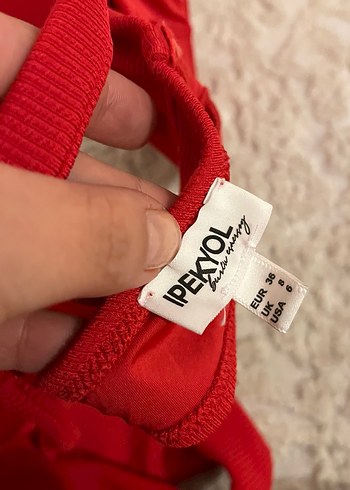 IPEKYOL
EUR 36
UK 8
USA 6